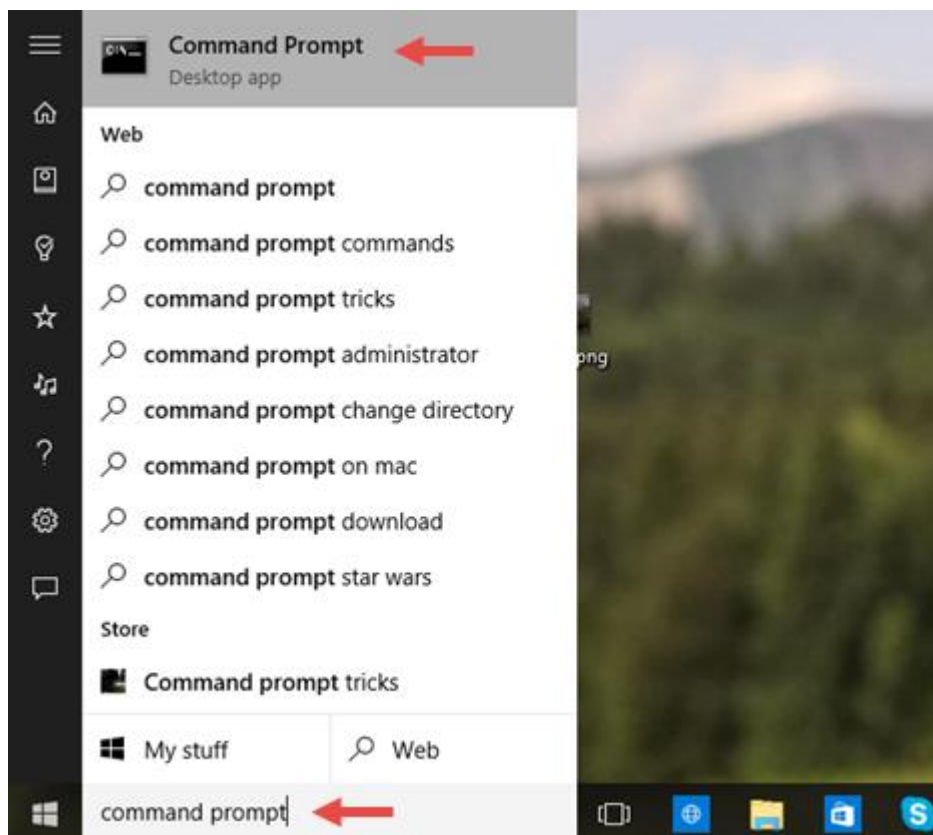 Command Prompt
Desktop app
Web
command prompt
command prompt commands
command prompt tricks
command prompt administrator
command prompt change directory
command prompt on mac
command prompt download
command prompt star wars
png
Store
Command prompt tricks
My stuff Web
command prompt